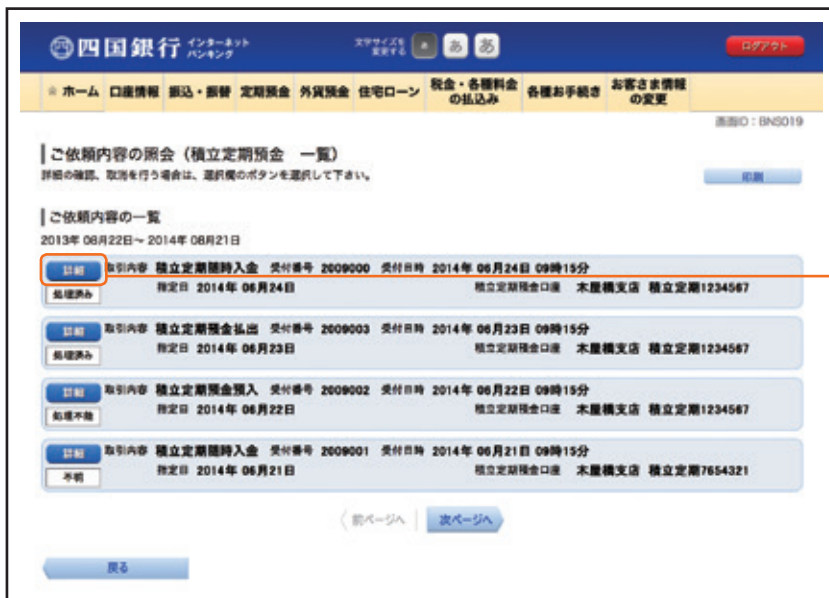 四国銀行 インターネットバンキング 文字サイズを変更する あ あ ログアウト
ホーム 口座情報 振込・振替 定期預金 外貨預金 住宅ローン 税金・各種料金の払込み 各種お手続き お客さま情報の変更
画面ID：BNS019
ご依頼内容の照会（積立定期預金　一覧）
詳細の確認、取消を行う場合は、選択欄のボタンを選択して下さい。
印刷
ご依頼内容の一覧
2013年 08月22日～ 2014年 08月21日
詳細 取引内容 積立定期随時入金 受付番号 2009000 受付日時 2014年 06月24日 09時15分
処理済み 指定日 2014年 06月24日 積立定期預金口座 木屋橋支店 積立定期1234567
詳細 取引内容 積立定期預金払出 受付番号 2009003 受付日時 2014年 06月23日 09時15分
処理済み 指定日 2014年 06月23日 積立定期預金口座 木屋橋支店 積立定期1234567
詳細 取引内容 積立定期預金預入 受付番号 2009002 受付日時 2014年 06月22日 09時15分
処理不能 指定日 2014年 06月22日 積立定期預金口座 木屋橋支店 積立定期1234567
詳細 取引内容 積立定期随時入金 受付番号 2009001 受付日時 2014年 06月21日 09時15分
不明 指定日 2014年 06月21日 積立定期預金口座 木屋橋支店 積立定期7654321
前ページへ 次ページへ
戻る